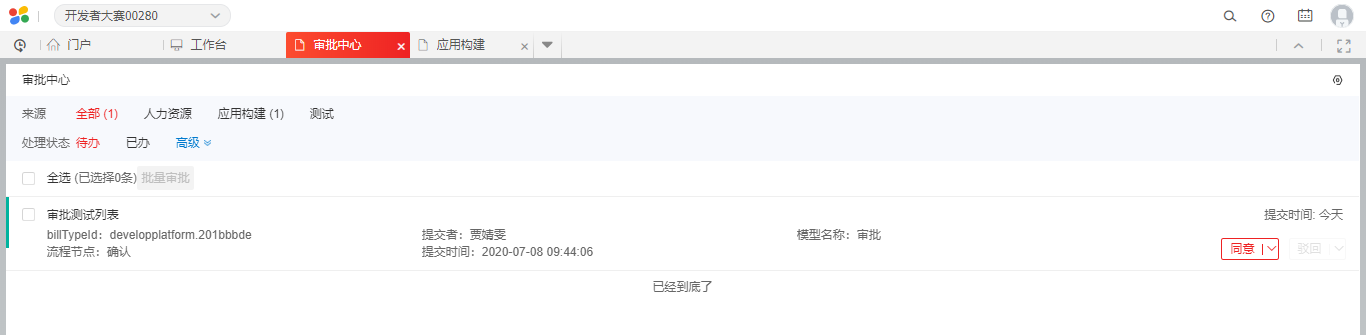 开发者大赛00280
门户
工作台
审批中心
应用构建
审批中心
来源 全部 (1) 人力资源 应用构建 (1) 测试
处理状态 待办 已办 高级
全选 (已选择0条) 批量审批
审批测试列表 提交时间: 今天
billTypeId：developplatform.201bbbde 提交者：贾婧雯 模型名称：审批
流程节点：确认 提交时间：2020-07-08 09:44:06 同意 驳回
已经到底了